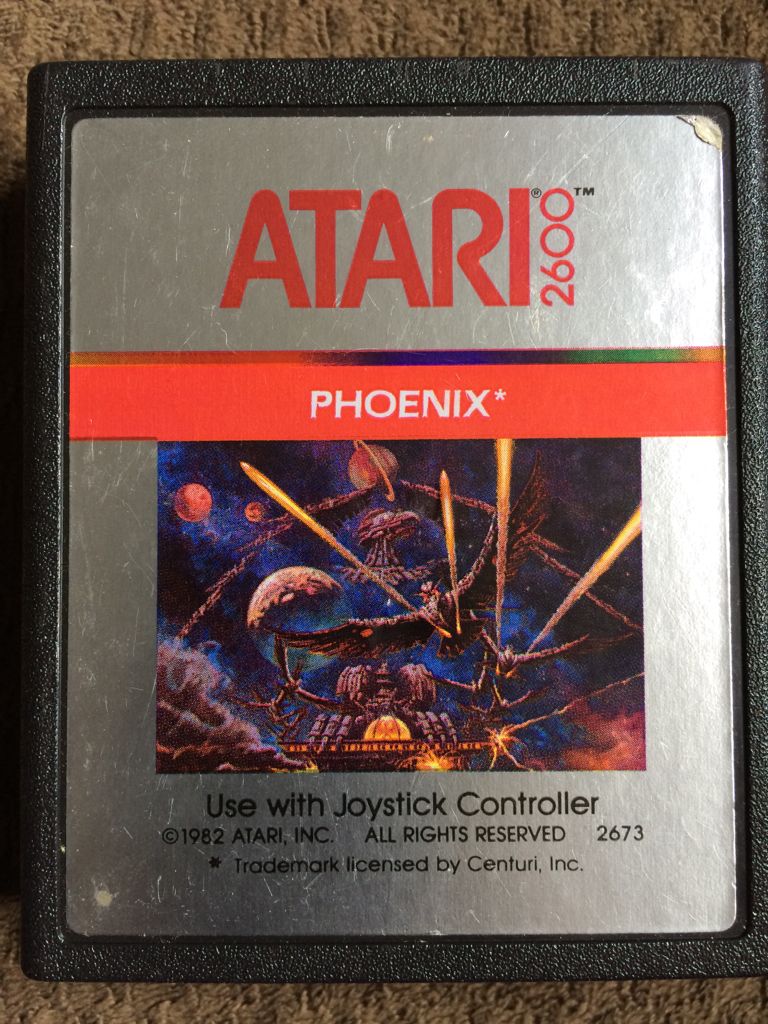 ATARI® 2600™
PHOENIX*
Use with Joystick Controller
©1982 ATARI, INC. ALL RIGHTS RESERVED 2673
* Trademark licensed by Centuri, Inc.